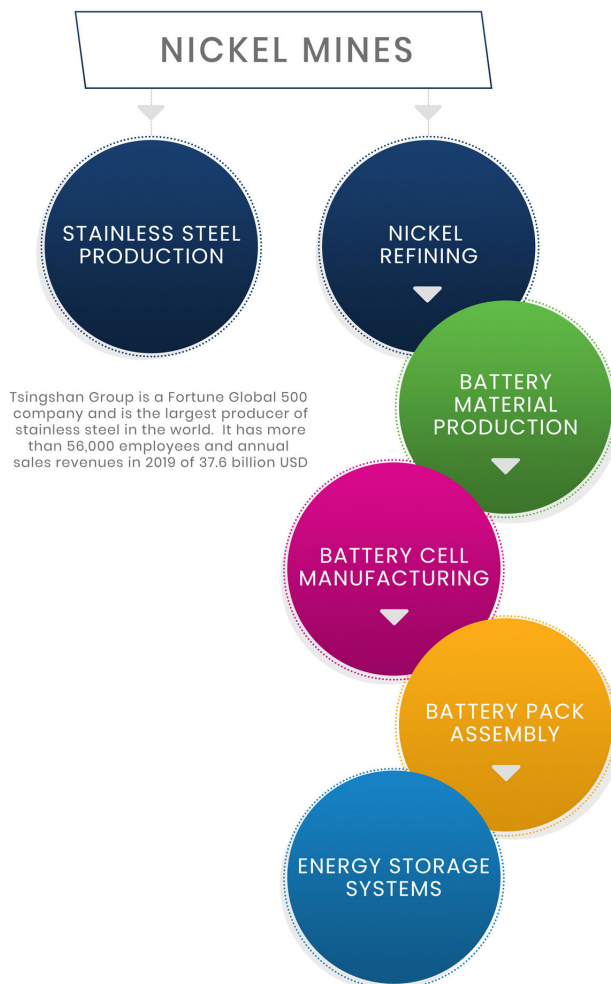 NICKEL MINES
STAINLESS STEEL
PRODUCTION
NICKEL
REFINING
Tsingshan Group is a Fortune Global 500
company and is the largest producer of
stainless steel in the world. It has more
than 56,000 employees and annual
sales revenues in 2019 of 37.6 billion USD
BATTERY
MATERIAL
PRODUCTION
BATTERY CELL
MANUFACTURING
BATTERY PACK
ASSEMBLY
ENERGY STORAGE
SYSTEMS